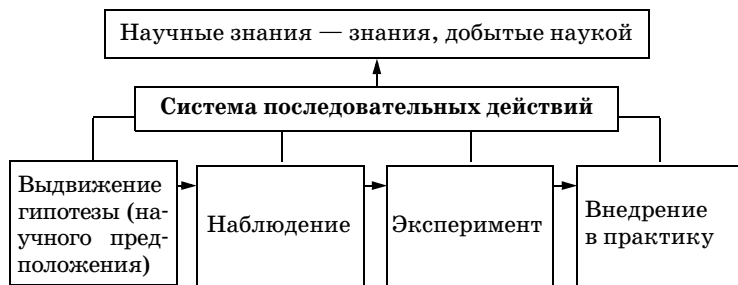 Научные знания — знания, добытые наукой
Система последовательных действий
Выдвижение
гипотезы (на-
учного пред-
положения)
Наблюдение
Эксперимент
Внедрение
в практику